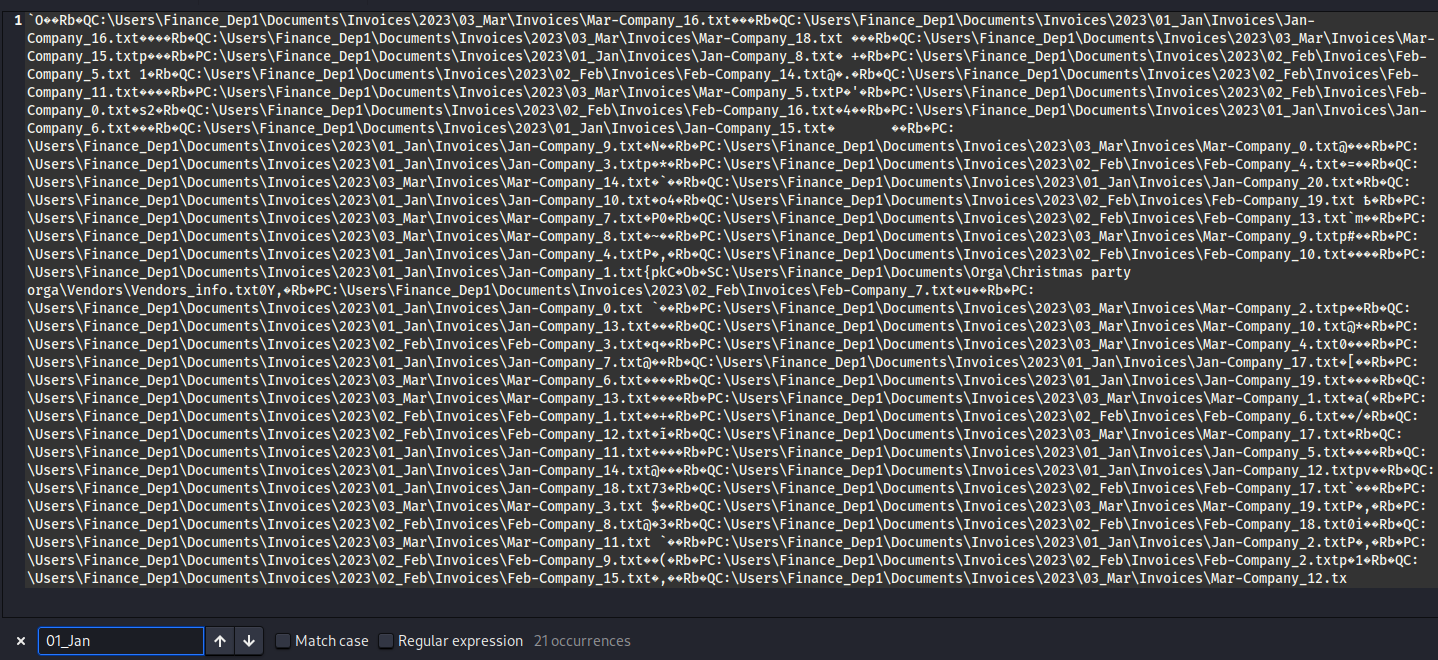 1 `O��Rb�QC:\Users\Finance_Dep1\Documents\Invoices\2023\03_Mar\Invoices\Mar-Company_16.txt���Rb�QC:\Users\Finance_Dep1\Documents\Invoices\2023\01_Jan\Invoices\Jan-
Company_16.txt����Rb�QC:\Users\Finance_Dep1\Documents\Invoices\2023\03_Mar\Invoices\Mar-Company_18.txt ���Rb�QC:\Users\Finance_Dep1\Documents\Invoices\2023\03_Mar\Invoices\Mar-
Company_15.txtp���Rb�PC:\Users\Finance_Dep1\Documents\Invoices\2023\01_Jan\Invoices\Jan-Company_8.txt� +�Rb�PC:\Users\Finance_Dep1\Documents\Invoices\2023\02_Feb\Invoices\Feb-
Company_5.txt 1�Rb�QC:\Users\Finance_Dep1\Documents\Invoices\2023\02_Feb\Invoices\Feb-Company_14.txt@�.�Rb�QC:\Users\Finance_Dep1\Documents\Invoices\2023\02_Feb\Invoices\Feb-
Company_11.txt����Rb�PC:\Users\Finance_Dep1\Documents\Invoices\2023\03_Mar\Invoices\Mar-Company_5.txtP�'�Rb�PC:\Users\Finance_Dep1\Documents\Invoices\2023\02_Feb\Invoices\Feb-
Company_0.txt�s2�Rb�QC:\Users\Finance_Dep1\Documents\Invoices\2023\02_Feb\Invoices\Feb-Company_16.txt�4��Rb�PC:\Users\Finance_Dep1\Documents\Invoices\2023\01_Jan\Invoices\Jan-
Company_6.txt���Rb�QC:\Users\Finance_Dep1\Documents\Invoices\2023\01_Jan\Invoices\Jan-Company_15.txt� ��Rb�PC:
\Users\Finance_Dep1\Documents\Invoices\2023\01_Jan\Invoices\Jan-Company_9.txt�N��Rb�PC:\Users\Finance_Dep1\Documents\Invoices\2023\03_Mar\Invoices\Mar-Company_0.txt@���Rb�PC:
\Users\Finance_Dep1\Documents\Invoices\2023\01_Jan\Invoices\Jan-Company_3.txtp�*�Rb�PC:\Users\Finance_Dep1\Documents\Invoices\2023\02_Feb\Invoices\Feb-Company_4.txt�=��Rb�QC:
\Users\Finance_Dep1\Documents\Invoices\2023\03_Mar\Invoices\Mar-Company_14.txt�`��Rb�QC:\Users\Finance_Dep1\Documents\Invoices\2023\01_Jan\Invoices\Jan-Company_20.txt�Rb�QC:
\Users\Finance_Dep1\Documents\Invoices\2023\01_Jan\Invoices\Jan-Company_10.txt�o4�Rb�QC:\Users\Finance_Dep1\Documents\Invoices\2023\02_Feb\Invoices\Feb-Company_19.txt ҍ�Rb�PC:
\Users\Finance_Dep1\Documents\Invoices\2023\03_Mar\Invoices\Mar-Company_7.txt�P0�Rb�QC:\Users\Finance_Dep1\Documents\Invoices\2023\02_Feb\Invoices\Feb-Company_13.txt`m��Rb�PC:
\Users\Finance_Dep1\Documents\Invoices\2023\03_Mar\Invoices\Mar-Company_8.txt�~��Rb�PC:\Users\Finance_Dep1\Documents\Invoices\2023\03_Mar\Invoices\Mar-Company_9.txtp#��Rb�PC:
\Users\Finance_Dep1\Documents\Invoices\2023\01_Jan\Invoices\Jan-Company_4.txtP�,�Rb�QC:\Users\Finance_Dep1\Documents\Invoices\2023\02_Feb\Invoices\Feb-Company_10.txt����Rb�PC:
\Users\Finance_Dep1\Documents\Invoices\2023\01_Jan\Invoices\Jan-Company_1.txt{pkC�Ob�SC:\Users\Finance_Dep1\Documents\Orga\Christmas party
orga\Vendors\Vendors_info.txt0Y,�Rb�PC:\Users\Finance_Dep1\Documents\Invoices\2023\02_Feb\Invoices\Feb-Company_7.txt�u��Rb�PC:
\Users\Finance_Dep1\Documents\Invoices\2023\01_Jan\Invoices\Jan-Company_0.txt `��Rb�PC:\Users\Finance_Dep1\Documents\Invoices\2023\03_Mar\Invoices\Mar-Company_2.txtp��Rb�QC:
\Users\Finance_Dep1\Documents\Invoices\2023\01_Jan\Invoices\Jan-Company_13.txt���Rb�QC:\Users\Finance_Dep1\Documents\Invoices\2023\03_Mar\Invoices\Mar-Company_10.txt@*�Rb�PC:
\Users\Finance_Dep1\Documents\Invoices\2023\02_Feb\Invoices\Feb-Company_3.txt�q��Rb�PC:\Users\Finance_Dep1\Documents\Invoices\2023\03_Mar\Invoices\Mar-Company_4.txt0���Rb�PC:
\Users\Finance_Dep1\Documents\Invoices\2023\01_Jan\Invoices\Jan-Company_7.txt@��Rb�QC:\Users\Finance_Dep1\Documents\Invoices\2023\01_Jan\Invoices\Jan-Company_17.txt�[��Rb�PC:
\Users\Finance_Dep1\Documents\Invoices\2023\03_Mar\Invoices\Mar-Company_6.txt����Rb�QC:\Users\Finance_Dep1\Documents\Invoices\2023\01_Jan\Invoices\Jan-Company_19.txt����Rb�QC:
\Users\Finance_Dep1\Documents\Invoices\2023\03_Mar\Invoices\Mar-Company_13.txt����Rb�PC:\Users\Finance_Dep1\Documents\Invoices\2023\03_Mar\Invoices\Mar-Company_1.txt�a(�Rb�PC:
\Users\Finance_Dep1\Documents\Invoices\2023\02_Feb\Invoices\Feb-Company_1.txt��+�Rb�PC:\Users\Finance_Dep1\Documents\Invoices\2023\02_Feb\Invoices\Feb-Company_6.txt��/�Rb�QC:
\Users\Finance_Dep1\Documents\Invoices\2023\02_Feb\Invoices\Feb-Company_12.txt�ī�Rb�QC:\Users\Finance_Dep1\Documents\Invoices\2023\03_Mar\Invoices\Mar-Company_17.txt�Rb�QC:
\Users\Finance_Dep1\Documents\Invoices\2023\01_Jan\Invoices\Jan-Company_11.txt����Rb�PC:\Users\Finance_Dep1\Documents\Invoices\2023\01_Jan\Invoices\Jan-Company_5.txt����Rb�QC:
\Users\Finance_Dep1\Documents\Invoices\2023\01_Jan\Invoices\Jan-Company_14.txt@���Rb�QC:\Users\Finance_Dep1\Documents\Invoices\2023\01_Jan\Invoices\Jan-Company_12.txtpv��Rb�QC:
\Users\Finance_Dep1\Documents\Invoices\2023\01_Jan\Invoices\Jan-Company_18.txt73�Rb�QC:\Users\Finance_Dep1\Documents\Invoices\2023\02_Feb\Invoices\Feb-Company_17.txt`���Rb�PC:
\Users\Finance_Dep1\Documents\Invoices\2023\03_Mar\Invoices\Mar-Company_3.txt $��Rb�QC:\Users\Finance_Dep1\Documents\Invoices\2023\03_Mar\Invoices\Mar-Company_19.txtP�,�Rb�PC:
\Users\Finance_Dep1\Documents\Invoices\2023\02_Feb\Invoices\Feb-Company_8.txt@�3�Rb�QC:\Users\Finance_Dep1\Documents\Invoices\2023\02_Feb\Invoices\Feb-Company_18.txt0i��Rb�QC:
\Users\Finance_Dep1\Documents\Invoices\2023\03_Mar\Invoices\Mar-Company_11.txt `��Rb�PC:\Users\Finance_Dep1\Documents\Invoices\2023\01_Jan\Invoices\Jan-Company_2.txtP�,�Rb�PC:
\Users\Finance_Dep1\Documents\Invoices\2023\02_Feb\Invoices\Feb-Company_9.txt��(�Rb�PC:\Users\Finance_Dep1\Documents\Invoices\2023\02_Feb\Invoices\Feb-Company_2.txtp�1�Rb�QC:
\Users\Finance_Dep1\Documents\Invoices\2023\02_Feb\Invoices\Feb-Company_15.txt�,��Rb�QC:\Users\Finance_Dep1\Documents\Invoices\2023\03_Mar\Invoices\Mar-Company_12.tx
01_Jan Match case Regular expression 21 occurrences